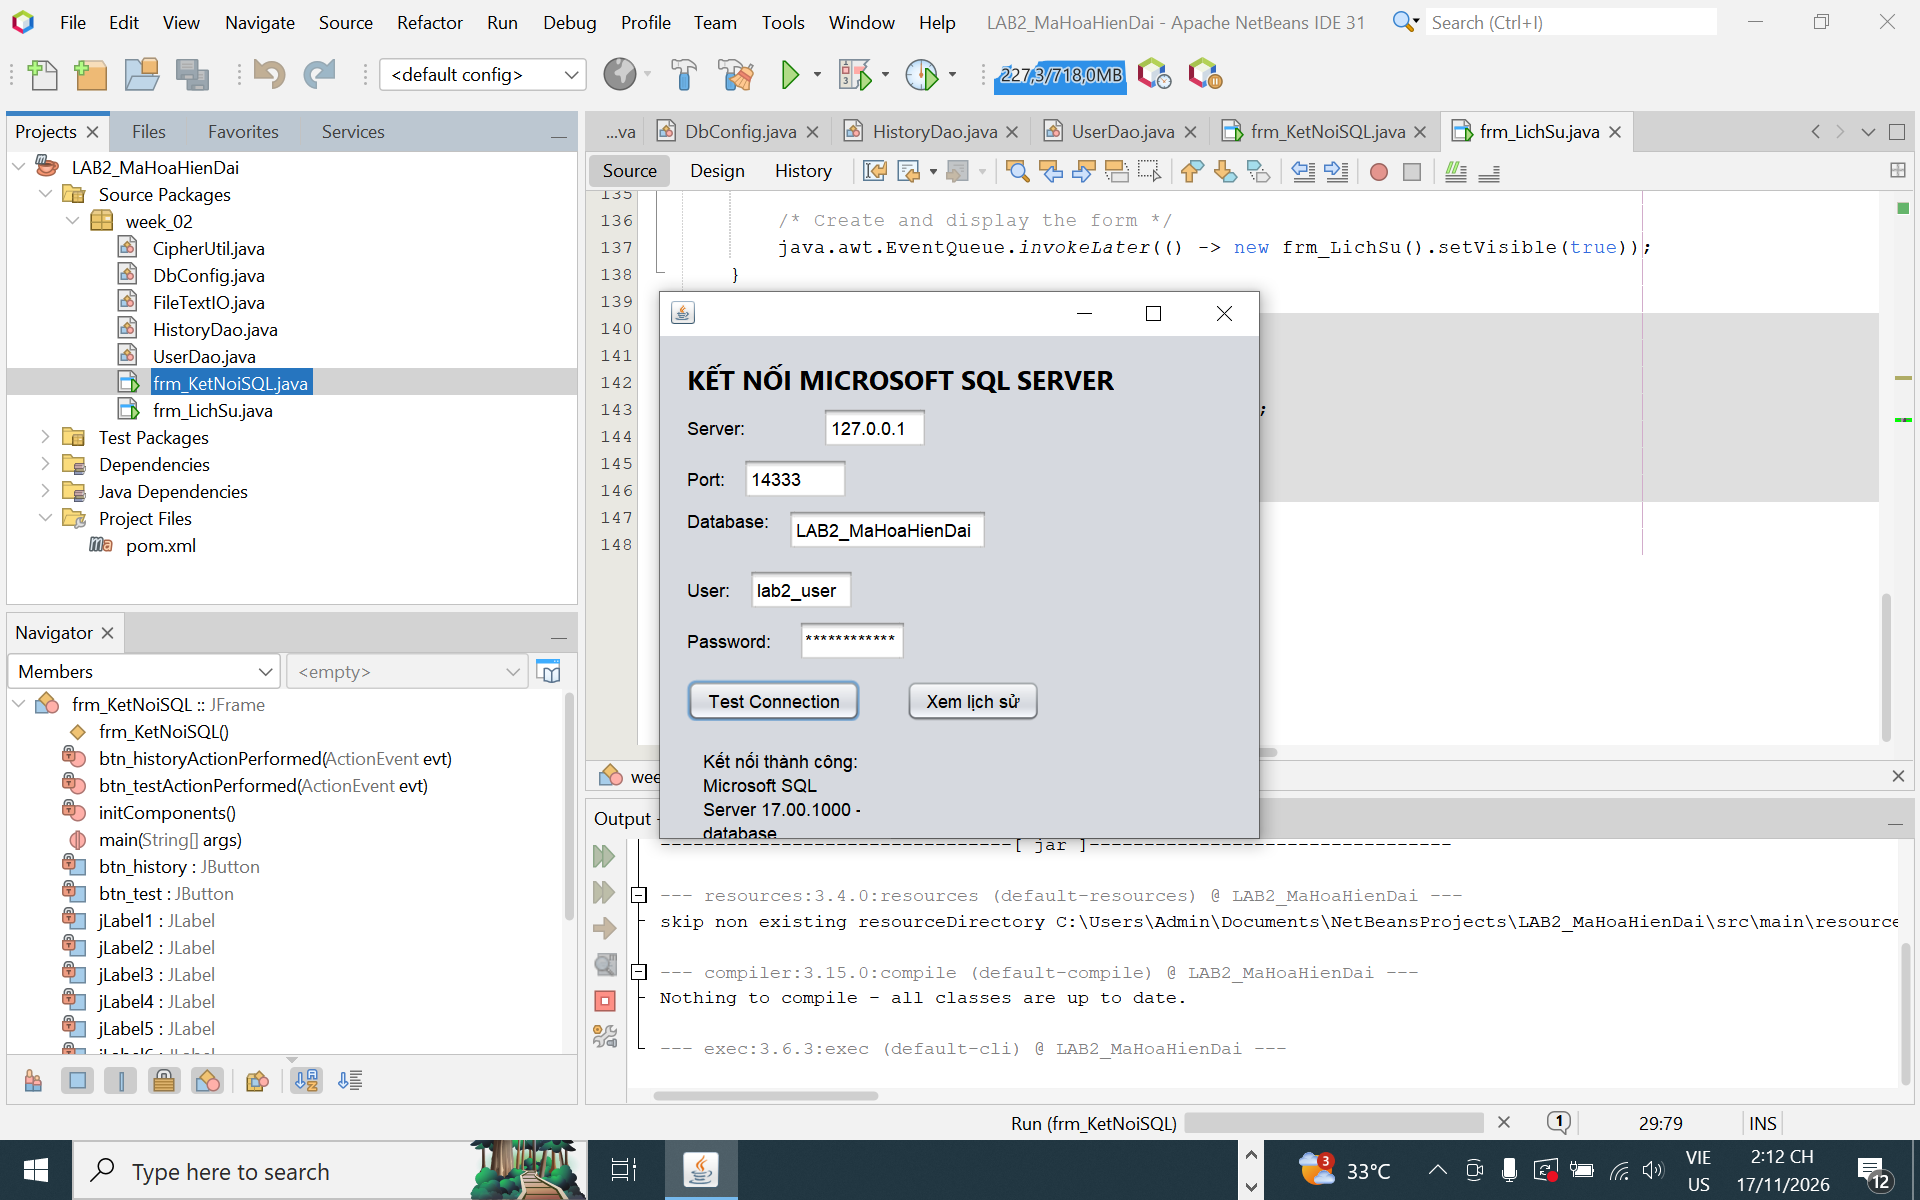 File Edit View Navigate Source Refactor Run Debug Profile Team Tools Window Help LAB2_MaHoaHienDai - Apache NetBeans IDE 31 Search (Ctrl+I)
<default config> 227,3/718,0MB
Projects Files Favorites Services
...va DbConfig.java HistoryDao.java UserDao.java frm_KetNoiSQL.java frm_LichSu.java
Source Design History
LAB2_MaHoaHienDai
Source Packages
week_02
CipherUtil.java
DbConfig.java
FileTextIO.java
HistoryDao.java
UserDao.java
frm_KetNoiSQL.java
frm_LichSu.java
Test Packages
Dependencies
Java Dependencies
Project Files
pom.xml
135
136 /* Create and display the form */
137 java.awt.EventQueue.invokeLater(() -> new frm_LichSu().setVisible(true));
138 }
139
140
141
142
143 ;
144
145
146
147
148
KẾT NỐI MICROSOFT SQL SERVER
Server: 127.0.0.1
Port: 14333
Database: LAB2_MaHoaHienDai
User: lab2_user
Password: ************
Test Connection Xem lịch sử
Kết nối thành công:
Microsoft SQL
Server 17.00.1000 -
database
Navigator
Members <empty>
frm_KetNoiSQL :: JFrame
frm_KetNoiSQL()
btn_historyActionPerformed(ActionEvent evt)
btn_testActionPerformed(ActionEvent evt)
initComponents()
main(String[] args)
btn_history : JButton
btn_test : JButton
jLabel1 : JLabel
jLabel2 : JLabel
jLabel3 : JLabel
jLabel4 : JLabel
jLabel5 : JLabel
jLabel6 : JLabel
wee
Output -
--------------------------------[ jar ]---------------------------------
--- resources:3.4.0:resources (default-resources) @ LAB2_MaHoaHienDai ---
skip non existing resourceDirectory C:\Users\Admin\Documents\NetBeansProjects\LAB2_MaHoaHienDai\src\main\resource
--- compiler:3.15.0:compile (default-compile) @ LAB2_MaHoaHienDai ---
Nothing to compile - all classes are up to date.
--- exec:3.6.3:exec (default-cli) @ LAB2_MaHoaHienDai ---
Run (frm_KetNoiSQL) 1 29:79 INS
Type here to search
3 33°C
VIE
US
2:12 CH
17/11/2026
12